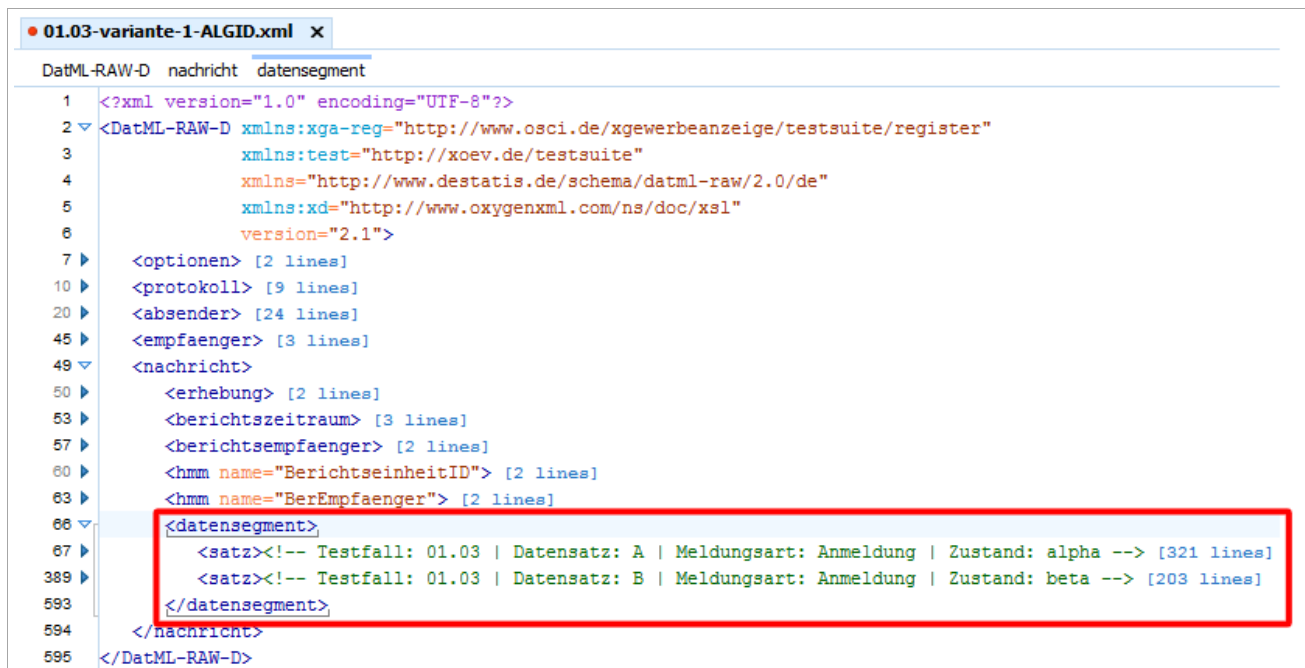 01.03-variante-1-ALGID.xml x
DatML-RAW-D nachricht datensegment
1 <?xml version="1.0" encoding="UTF-8"?>
2 <DatML-RAW-D xmlns:xga-reg="http://www.osci.de/xgewerbeanzeige/testsuite/register"
3 xmlns:test="http://xoev.de/testsuite"
4 xmlns="http://www.destatis.de/schema/datml-raw/2.0/de"
5 xmlns:xd="http://www.oxygenxml.com/ns/doc/xsl"
6 version="2.1">
7 <optionen> [2 lines]
10 <protokoll> [9 lines]
20 <absender> [24 lines]
45 <empfaenger> [3 lines]
49 <nachricht>
50 <erhebung> [2 lines]
53 <berichtszeitraum> [3 lines]
57 <berichtsempfaenger> [2 lines]
60 <hmm name="BerichtseinheitID"> [2 lines]
63 <hmm name="BerEmpfaenger"> [2 lines]
66 <datensegment>
67 <satz><!-- Testfall: 01.03 | Datensatz: A | Meldungsart: Anmeldung | Zustand: alpha --> [321 lines]
389 <satz><!-- Testfall: 01.03 | Datensatz: B | Meldungsart: Anmeldung | Zustand: beta --> [203 lines]
593 </datensegment>
594 </nachricht>
595 </DatML-RAW-D>